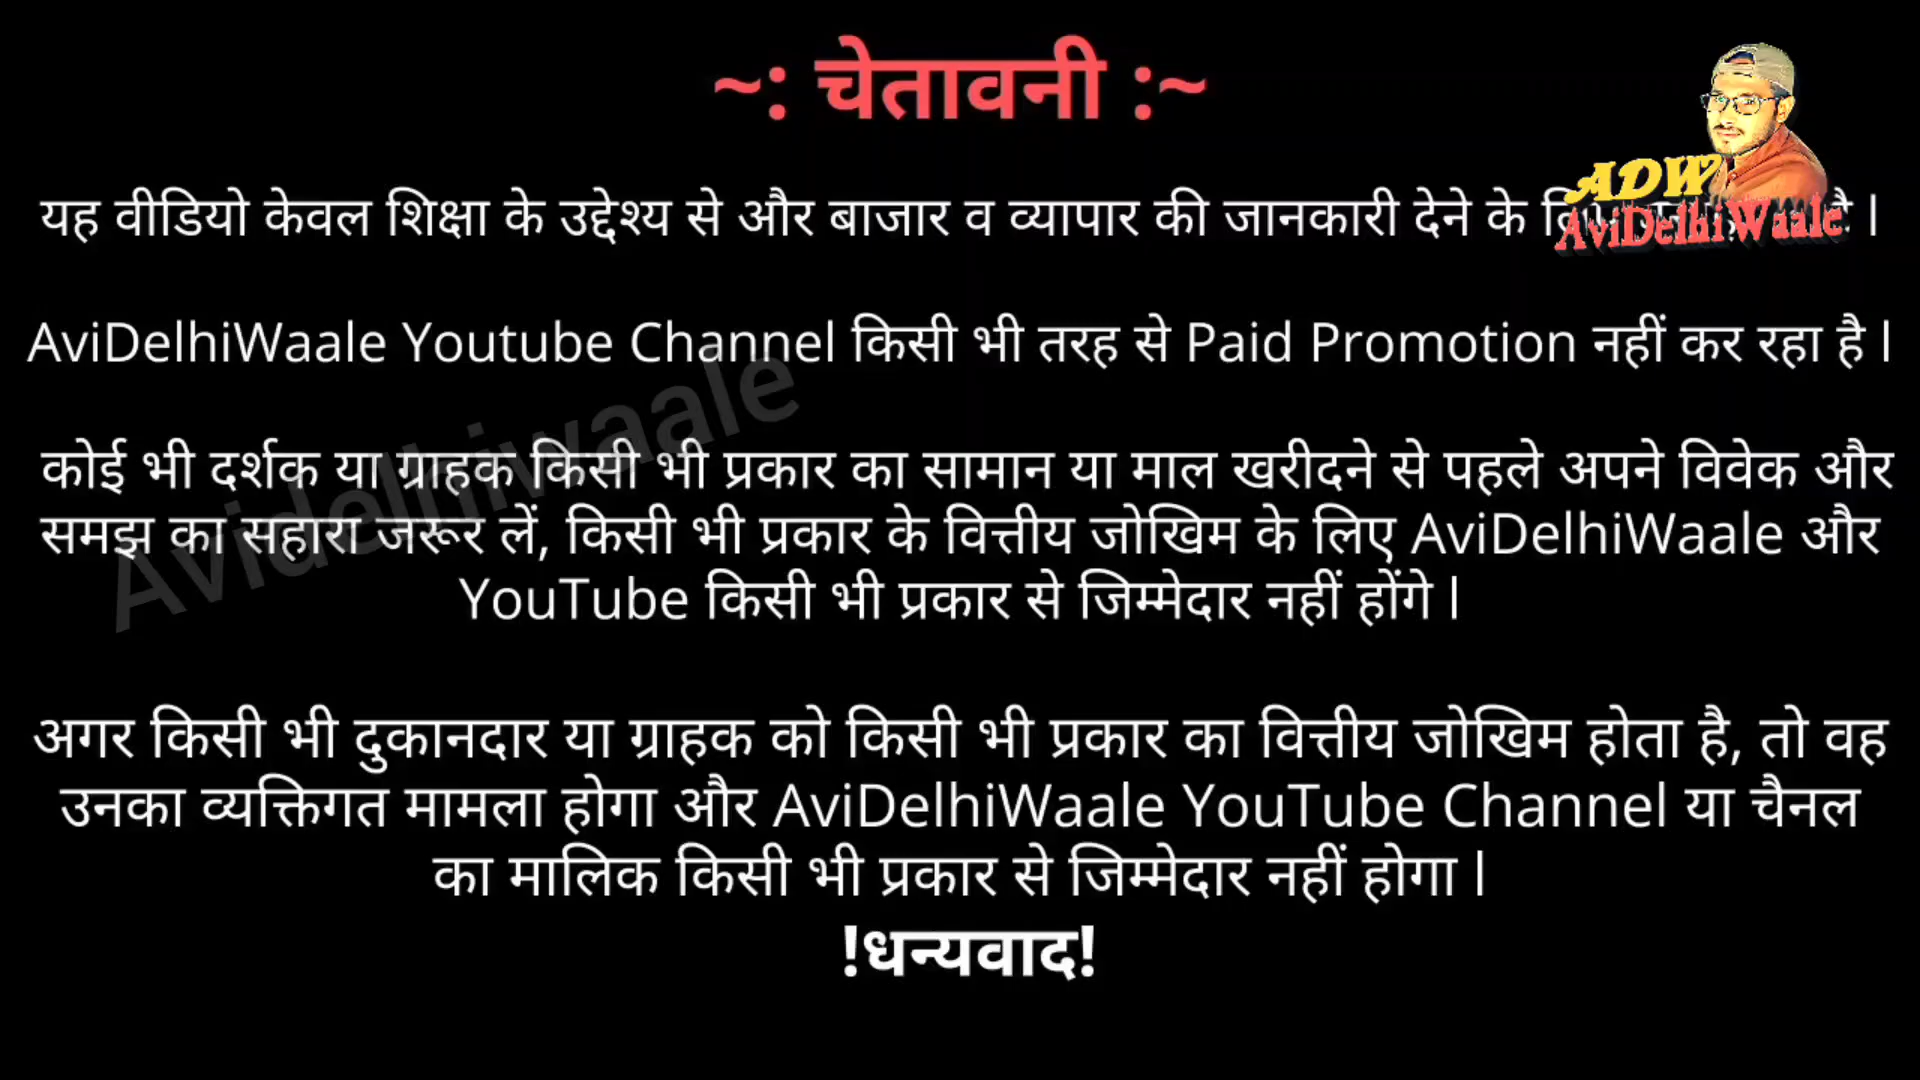 ~: चेतावनी :~
ADW
यह वीडियो केवल शिक्षा के उद्देश्य से और बाजार व व्यापार की जानकारी देने के है l
AviDelhiWaale
AviDelhiWaale Youtube Channel किसी भी तरह से Paid Promotion नहीं कर रहा है l
Avidelhiwaale
कोई भी दर्शक या ग्राहक किसी भी प्रकार का सामान या माल खरीदने से पहले अपने विवेक और
समझ का सहारा जरूर लें, किसी भी प्रकार के वित्तीय जोखिम के लिए AviDelhiWaale और
YouTube किसी भी प्रकार से जिम्मेदार नहीं होंगे l
अगर किसी भी दुकानदार या ग्राहक को किसी भी प्रकार का वित्तीय जोखिम होता है, तो वह
उनका व्यक्तिगत मामला होगा और AviDelhiWaale YouTube Channel या चैनल
का मालिक किसी भी प्रकार से जिम्मेदार नहीं होगा l
!धन्यवाद!